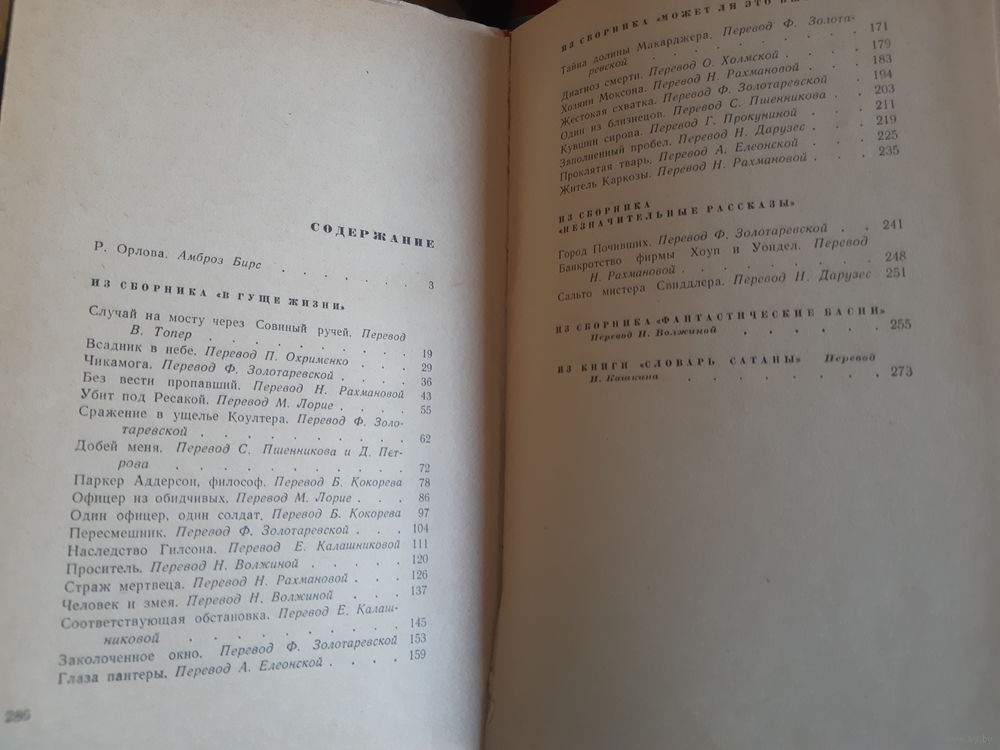 СОДЕРЖАНИЕ
Р. Орлова. Амброз Бирс . . . . . . . 3
ИЗ СБОРНИКА «В ГУЩЕ ЖИЗНИ»
Случай на мосту через Совиный ручей. Перевод
В. Топер . . . . . . . . . . 19
Всадник в небе. Перевод П. Охрименко . . . 29
Чикамога. Перевод Ф. Золотаревской . . . . 36
Без вести пропавший. Перевод Н. Рахмановой 43
Убит под Ресакой. Перевод М. Лорие . . . . 55
Сражение в ущелье Коултера. Перевод Ф. Золо-
таревской . . . . . . . . . . 62
Добей меня. Перевод С. Пшенникова и Д. Пет-
рова . . . . . . . . . . 72
Паркер Аддерсон, философ. Перевод Б. Кокорева 78
Офицер из обидчивых. Перевод М. Лорие . . . 86
Один офицер, один солдат. Перевод Б. Кокорева 97
Пересмешник. Перевод Ф. Золотаревской . . . 104
Наследство Гилсона. Перевод Е. Калашниковой 111
Проситель. Перевод Н. Волжиной . . . . 120
Страж мертвеца. Перевод Н. Рахмановой . . . 126
Человек и змея. Перевод Н. Волжиной . . . . 137
Соответствующая обстановка. Перевод Е. Калаш-
никовой . . . . . . . . . . 145
Заколоченное окно. Перевод Ф. Золотаревской 153
Глаза пантеры. Перевод А. Елеонской . . . . 159
286
ИЗ СБОРНИКА «МОЖЕТ ЛИ ЭТО
Тайна долины Макарджера. Перевод Ф. Золота-
ревской . . . . . . . . . 171
Диагноз смерти. Перевод О. Холмской . . . . 179
Хозяин Моксона. Перевод Н. Рахмановой . . . 183
Жестокая схватка. Перевод Ф. Золотаревской . 194
Один из близнецов. Перевод С. Пшенникова . . 203
Кувшин сиропа. Перевод Г. Прокуниной . . . 211
Заполненный пробел. Перевод Н. Дарузес . . . 219
Проклятая тварь. Перевод А. Елеонской . . . 225
Житель Каркозы. Перевод Н. Рахмановой . . . 235
ИЗ СБОРНИКА
«НЕЗНАЧИТЕЛЬНЫЕ РАССКАЗЫ»
Город Почивших. Перевод Ф. Золотаревской . . 241
Банкротство фирмы Хоуп и Уондел. Перевод
Н. Рахмановой . . . . . . . . 248
Сальто мистера Свиддлера. Перевод Н. Дарузес 251
ИЗ СБОРНИКА «ФАНТАСТИЧЕСКИЕ БАСНИ»
Перевод Н. Волжиной . . . . . . 255
ИЗ КНИГИ «СЛОВАРЬ САТАНЫ» Перевод
И. Кашкина . . . . . . . . 273